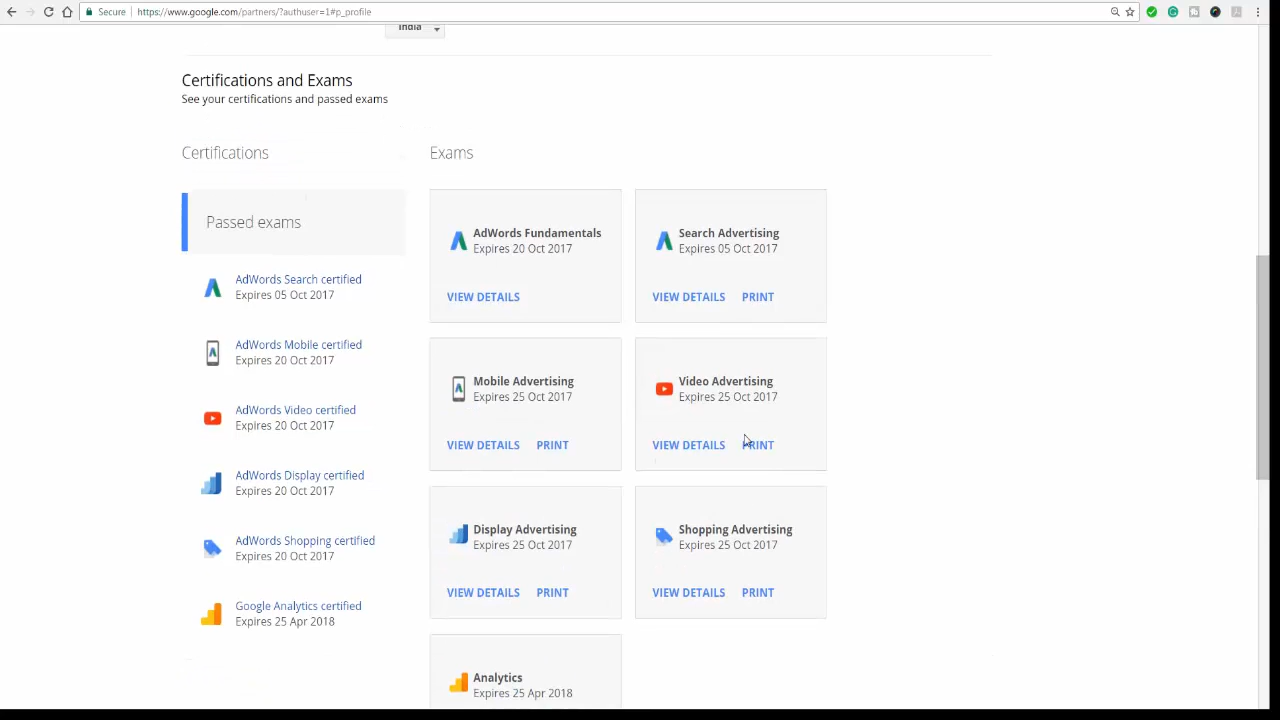 Secure
https://www.google.com/partners/?authuser=1#p_profile
India
Certifications and Exams
See your certifications and passed exams
Certifications
Exams
Passed exams
AdWords Search certified
Expires 05 Oct 2017
AdWords Mobile certified
Expires 20 Oct 2017
AdWords Video certified
Expires 20 Oct 2017
AdWords Display certified
Expires 20 Oct 2017
AdWords Shopping certified
Expires 20 Oct 2017
Google Analytics certified
Expires 25 Apr 2018
AdWords Fundamentals
Expires 20 Oct 2017
VIEW DETAILS
Search Advertising
Expires 05 Oct 2017
VIEW DETAILS PRINT
Mobile Advertising
Expires 25 Oct 2017
VIEW DETAILS PRINT
Video Advertising
Expires 25 Oct 2017
VIEW DETAILS PRINT
Display Advertising
Expires 25 Oct 2017
VIEW DETAILS PRINT
Shopping Advertising
Expires 25 Oct 2017
VIEW DETAILS PRINT
Analytics
Expires 25 Apr 2018